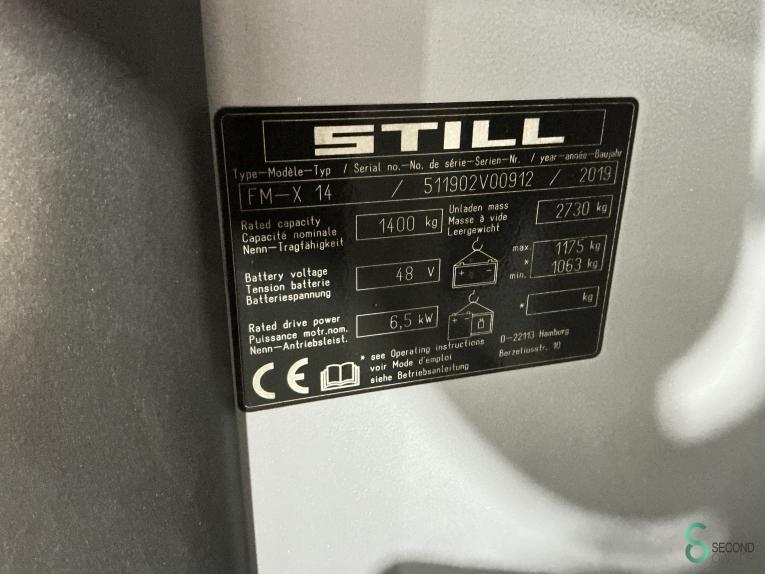 STILL
Type-Modèle-Typ / Serial no.-No. de série-Serien-Nr. / year-année-Baujahr
FM-X 14 / 511902V00912 / 2019
Rated capacity
Capacité nominale
Nenn-Tragfähigkeit
1400 kg
Unladen mass
Masse à vide
Leergewicht
2730 kg
Battery voltage
Tension batterie
Batteriespannung
48 V
max. 1175 kg
*
min. 1063 kg
Rated drive power
Puissance motr.nom.
Nenn-Antriebsleist.
6,5 kW
* kg
* see Operating instructions
voir Mode d'emploi
siehe Betriebsanleitung
D-22113 Hamburg
Berzeliusstr. 10
CE
SECOND